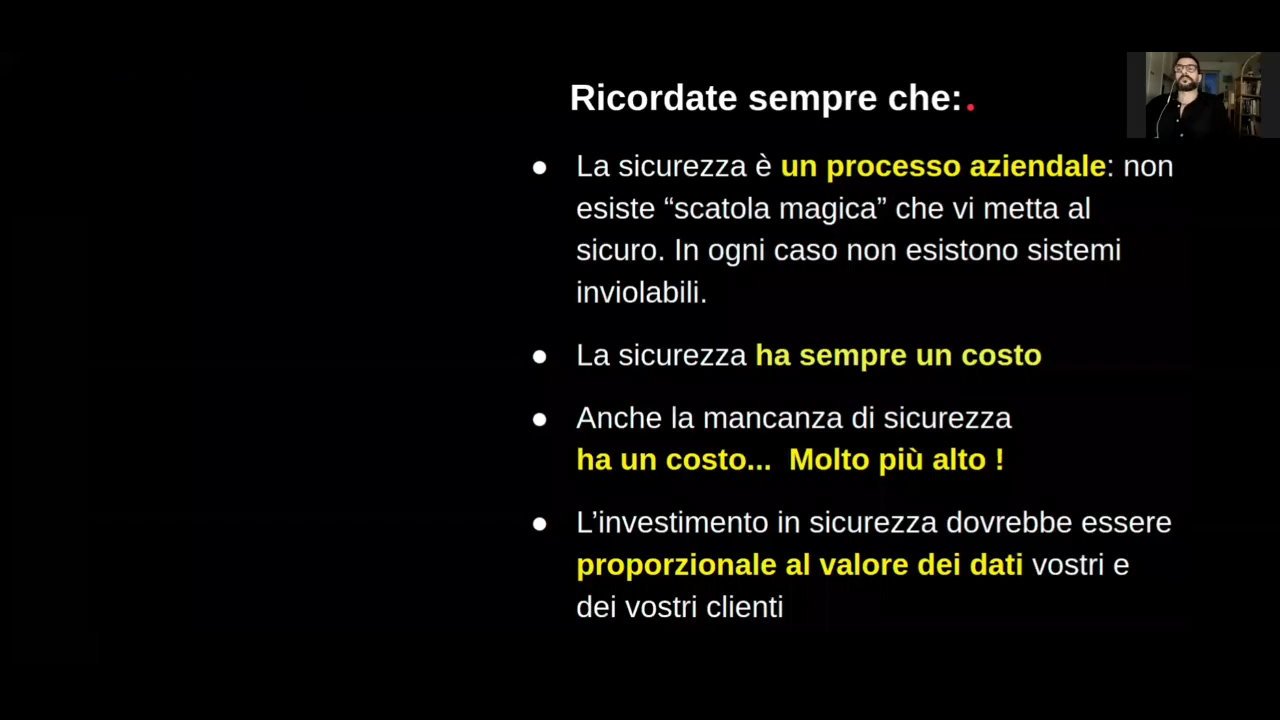 Ricordate sempre che:.
● La sicurezza è un processo aziendale: non
esiste “scatola magica” che vi metta al
sicuro. In ogni caso non esistono sistemi
inviolabili.
● La sicurezza ha sempre un costo
● Anche la mancanza di sicurezza
ha un costo...  Molto più alto !
● L’investimento in sicurezza dovrebbe essere
proporzionale al valore dei dati vostri e
dei vostri clienti